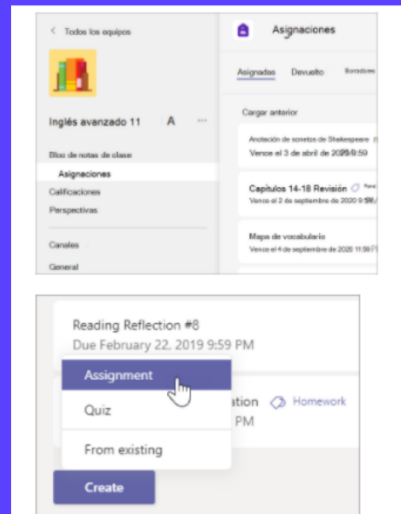 Todos los equipos
Asignaciones
Asignadas Devuelto Borradores
Inglés avanzado 11 A ...
Cargar anterior
Anotación de sonetos de Shakespeare
Vence el 3 de abril de
Bloc de notas de clase
Asignaciones
Calificaciones
Perspectivas
Capítulos 14-18 Revisión
Vence el 2 de septiembre de 2020
Canales
General
Mapa de vocabulario
Vence el 4 de septiembre de 2020 11:59
Reading Reflection #8
Due February 22, 2019 9:59 PM
Assignment
Quiz
ation Homework
PM
From existing
Create